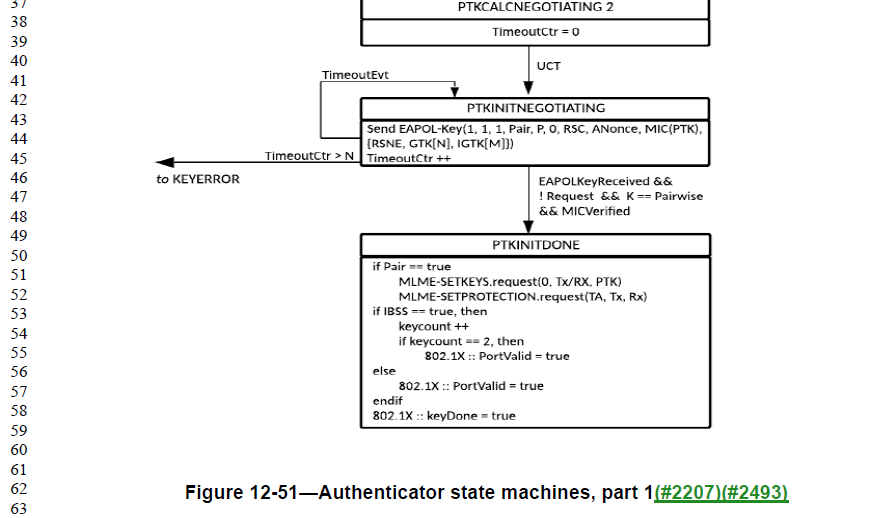 37
38
39
40
41
42
43
44
45
46
47
48
49
50
51
52
53
54
55
56
57
58
59
60
61
62
63
PTKCALCNEGOTIATING 2
TimeoutCtr = 0
UCT
TimeoutEvt
PTKINITNEGOTIATING
Send EAPOL-Key(1, 1, 1, Pair, P, 0, RSC, ANonce, MIC(PTK),
{RSNE, GTK[N], IGTK[M]})
TimeoutCtr ++
TimeoutCtr > N
to KEYERROR
EAPOLKeyReceived &&
! Request && K == Pairwise
&& MICVerified
PTKINITDONE
if Pair == true
MLME-SETKEYS.request(0, Tx/RX, PTK)
MLME-SETPROTECTION.request(TA, Tx, Rx)
if IBSS == true, then
keycount ++
if keycount == 2, then
802.1X :: PortValid = true
else
802.1X :: PortValid = true
endif
802.1X :: keyDone = true
Figure 12-51—Authenticator state machines, part 1(#2207)(#2493)